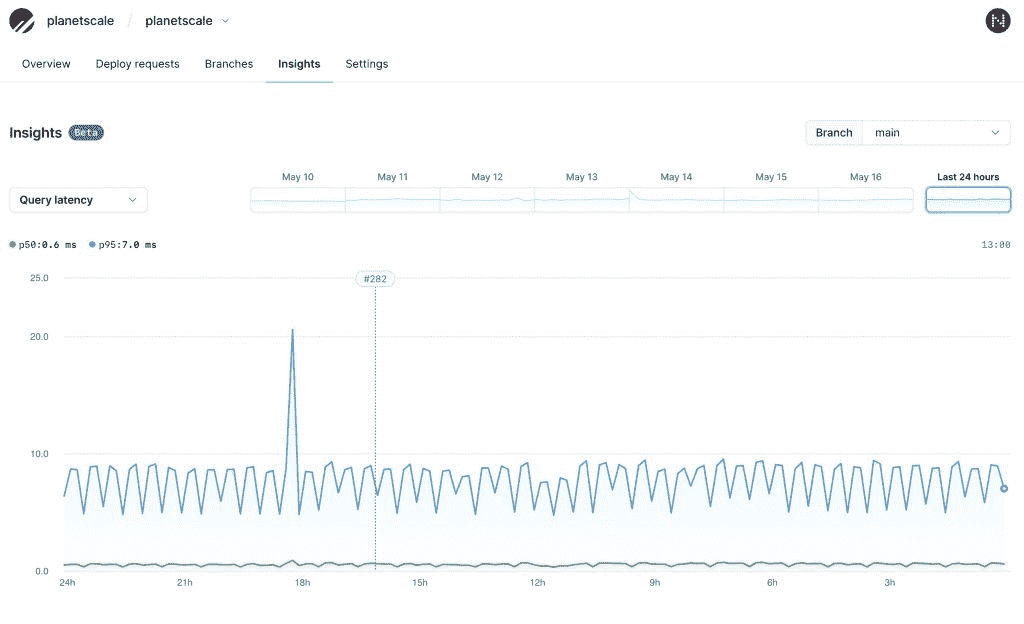 planetscale / planetscale
Overview Deploy requests Branches Insights Settings
Insights Beta
Branch main
May 10 May 11 May 12 May 13 May 14 May 15 May 16 Last 24 hours
Query latency
p50:0.6 ms p95:7.0 ms 13:00
25.0
#282
20.0
10.0
0.0
24h 21h 18h 15h 12h 9h 6h 3h